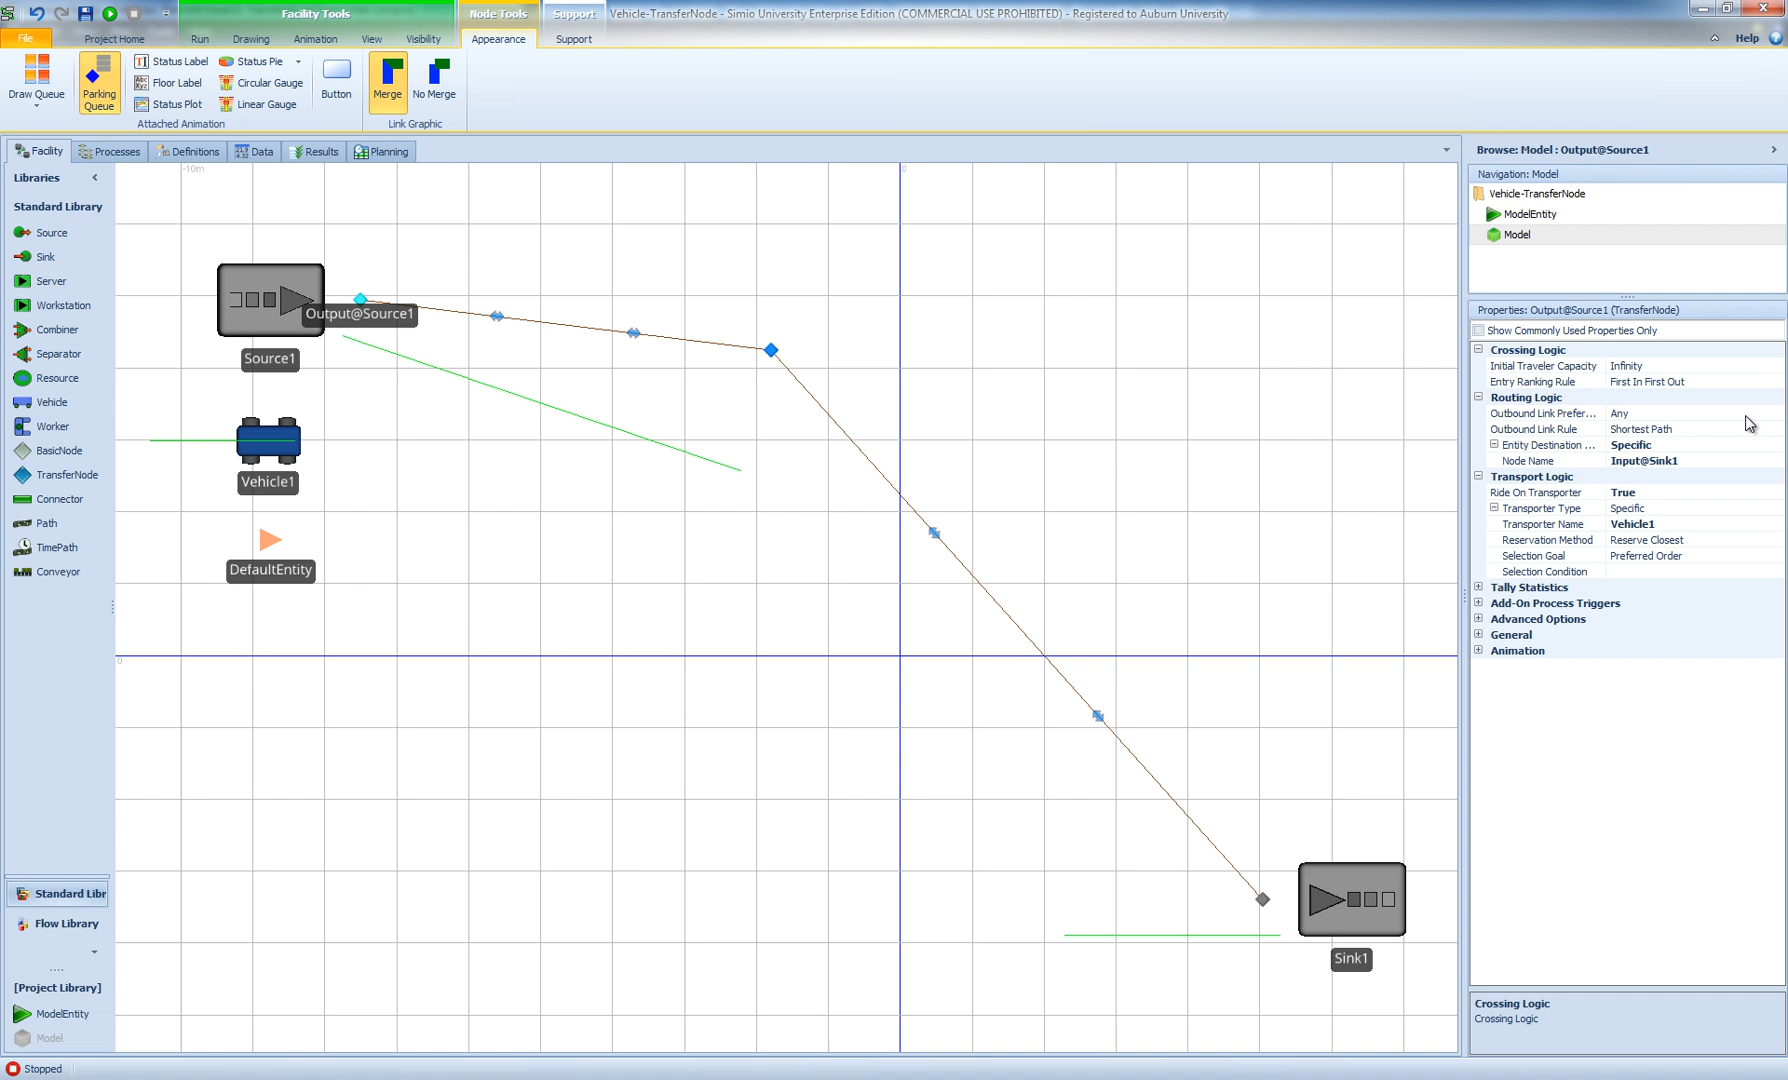 Facility Tools
Node Tools
Support
Vehicle-TransferNode - Simio University Enterprise Edition (COMMERCIAL USE PROHIBITED) - Registered to Auburn University
File
Project Home
Run
Drawing
Animation
View
Visibility
Appearance
Support
Help
Draw Queue
Parking Queue
Status Label
Floor Label
Status Plot
Status Pie
Circular Gauge
Linear Gauge
Button
Merge
No Merge
Attached Animation
Link Graphic
Facility
Processes
Definitions
Data
Results
Planning
Libraries
Standard Library
Source
Sink
Server
Workstation
Combiner
Separator
Resource
Vehicle
Worker
BasicNode
TransferNode
Connector
Path
TimePath
Conveyor
Standard Libr
Flow Library
[Project Library]
ModelEntity
Model
Stopped
-10m
0
0
Output@Source1
Source1
Vehicle1
DefaultEntity
Sink1
Browse: Model : Output@Source1
Navigation: Model
Vehicle-TransferNode
ModelEntity
Model
Properties: Output@Source1 (TransferNode)
Show Commonly Used Properties Only
Crossing Logic
Initial Traveler Capacity Infinity
Entry Ranking Rule First In First Out
Routing Logic
Outbound Link Prefer... Any
Outbound Link Rule Shortest Path
Entity Destination ... Specific
Node Name Input@Sink1
Transport Logic
Ride On Transporter True
Transporter Type Specific
Transporter Name Vehicle1
Reservation Method Reserve Closest
Selection Goal Preferred Order
Selection Condition
Tally Statistics
Add-On Process Triggers
Advanced Options
General
Animation
Crossing Logic
Crossing Logic